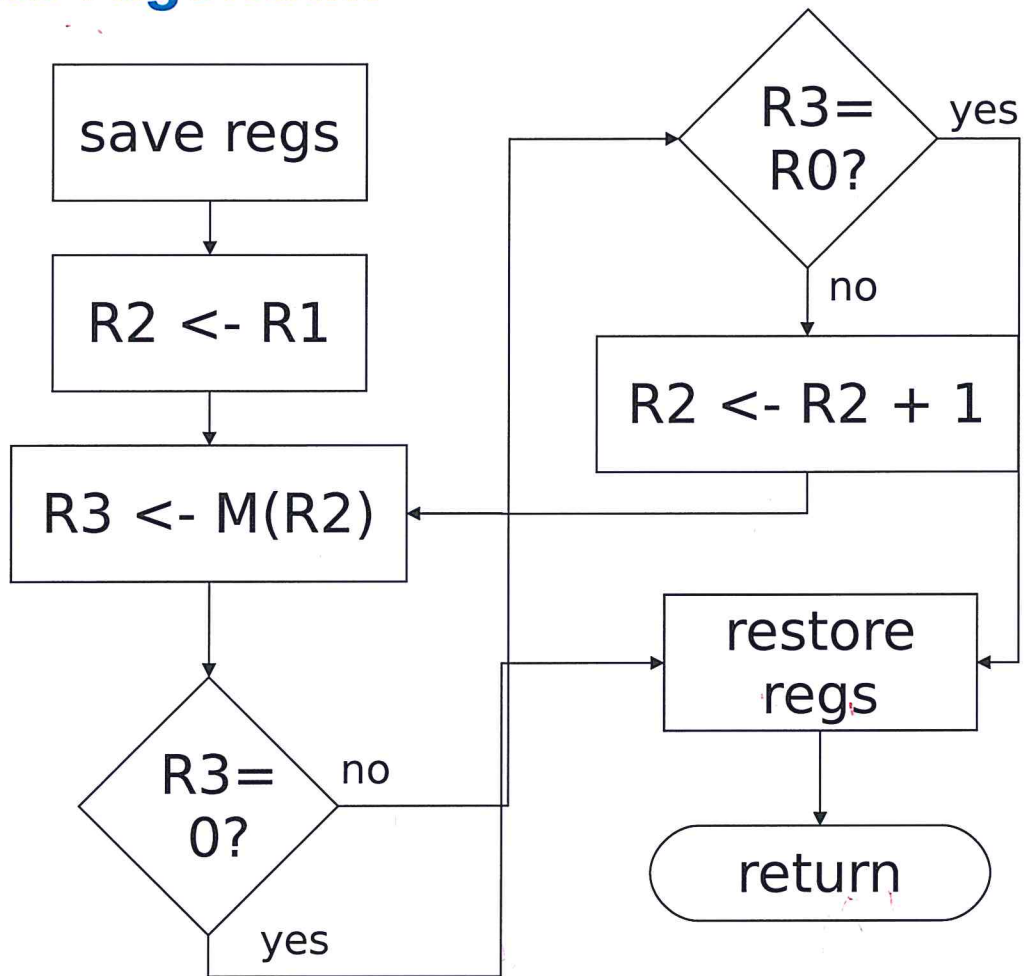 save regs
R2 <- R1
R3 <- M(R2)
R3=
0?
no
yes
R3=
R0?
yes
no
R2 <- R2 + 1
restore
regs
return